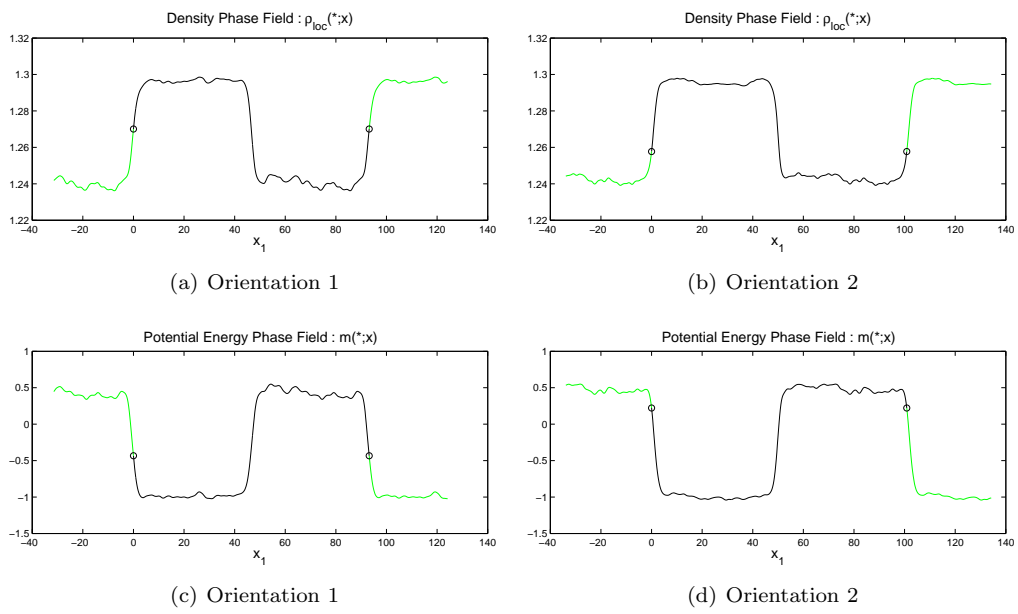 Density Phase Field : ρloc(*;x)
1.32
1.3
1.28
1.26
1.24
1.22
−40 −20 0 20 40 60 80 100 120 140
x1
(a) Orientation 1
Density Phase Field : ρloc(*;x)
1.32
1.3
1.28
1.26
1.24
1.22
−40 −20 0 20 40 60 80 100 120 140
x1
(b) Orientation 2
Potential Energy Phase Field : m(*;x)
1
0.5
0
−0.5
−1
−1.5
−40 −20 0 20 40 60 80 100 120 140
x1
(c) Orientation 1
Potential Energy Phase Field : m(*;x)
1
0.5
0
−0.5
−1
−1.5
−40 −20 0 20 40 60 80 100 120 140
x1
(d) Orientation 2